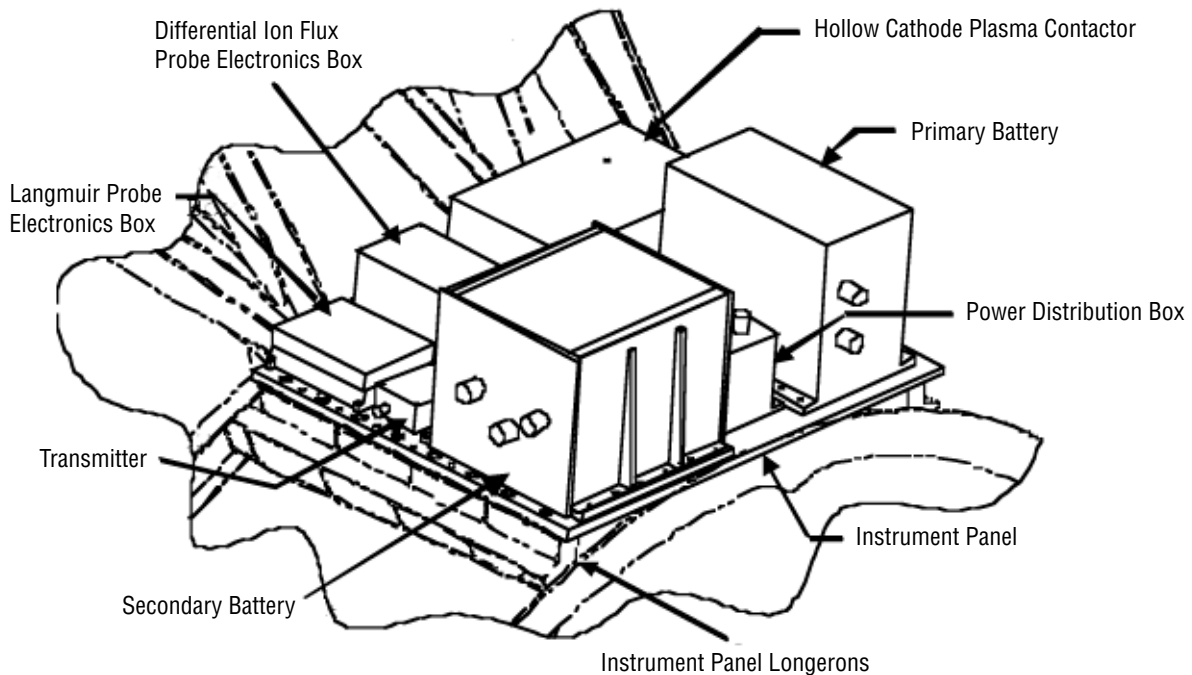 Differential Ion Flux
Probe Electronics Box
Hollow Cathode Plasma Contactor
Primary Battery
Langmuir Probe
Electronics Box
Power Distribution Box
Transmitter
Instrument Panel
Secondary Battery
Instrument Panel Longerons